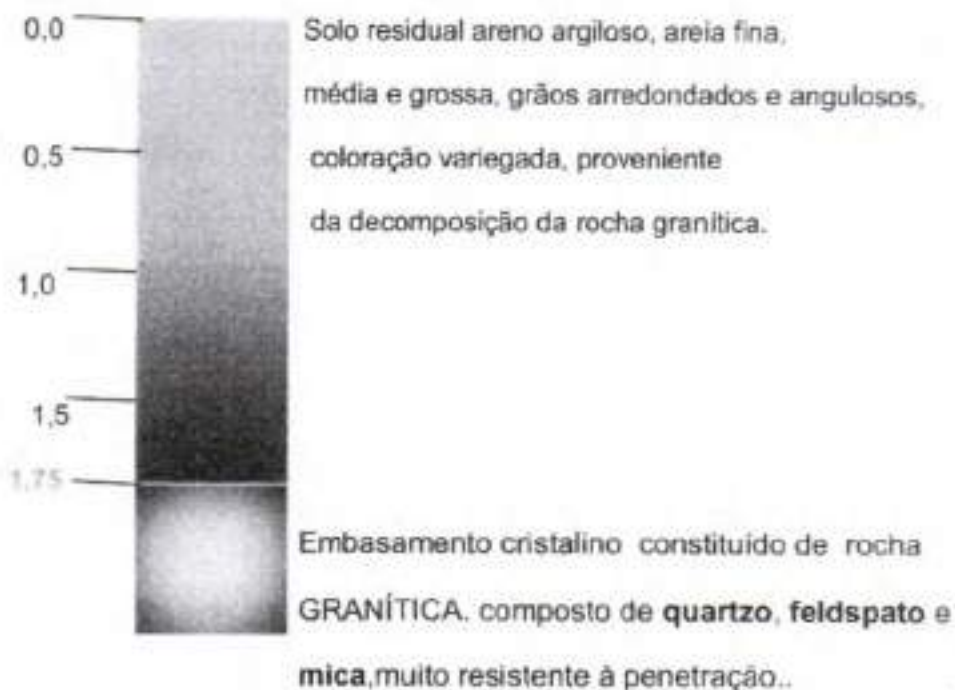 0,0
Solo residual areno argiloso, areia fina,
média e grossa, grãos arredondados e angulosos,
0,5
coloração variegada, proveniente
da decomposição da rocha granítica.
1,0
1,5
1,75
Embasamento cristalino constituído de rocha
GRANÍTICA. composto de quartzo, feldspato e
mica,muito resistente à penetração..